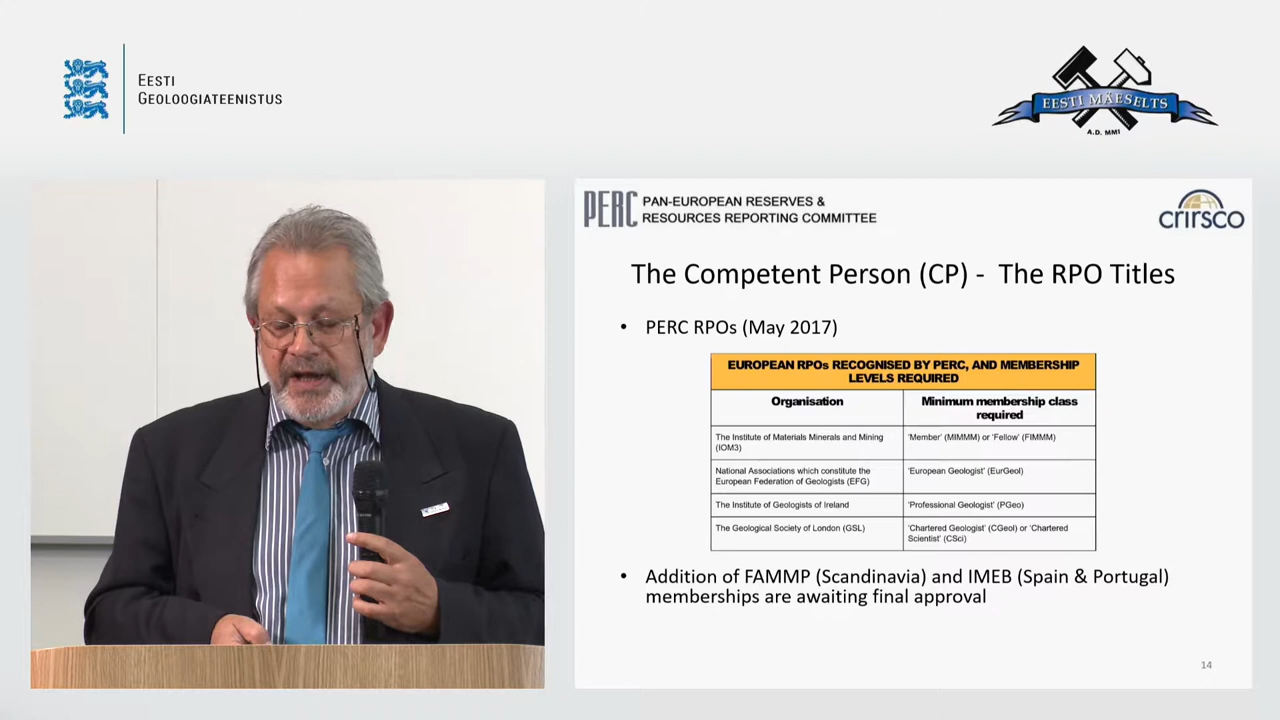 EESTI
GEOLOOGIATEENISTUS
EESTI MÄESELTS
A.D. MMI
PERC PAN-EUROPEAN RESERVES &
RESOURCES REPORTING COMMITTEE
crirsco
The Competent Person (CP) - The RPO Titles
• PERC RPOs (May 2017)
EUROPEAN RPOs RECOGNISED BY PERC, AND MEMBERSHIP
LEVELS REQUIRED
Organisation
Minimum membership class
required
The Institute of Materials Minerals and Mining
(IOM3)
'Member' (MIMMM) or 'Fellow' (FIMMM)
National Associations which constitute the
European Federation of Geologists (EFG)
'European Geologist' (EurGeol)
The Institute of Geologists of Ireland
'Professional Geologist' (PGeo)
The Geological Society of London (GSL)
'Chartered Geologist' (CGeol) or 'Chartered
Scientist' (CSci)
• Addition of FAMMP (Scandinavia) and IMEB (Spain & Portugal)
memberships are awaiting final approval
14